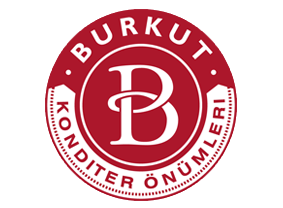 · BURKUT ·
B
KONDITER ÖNÜMLERI